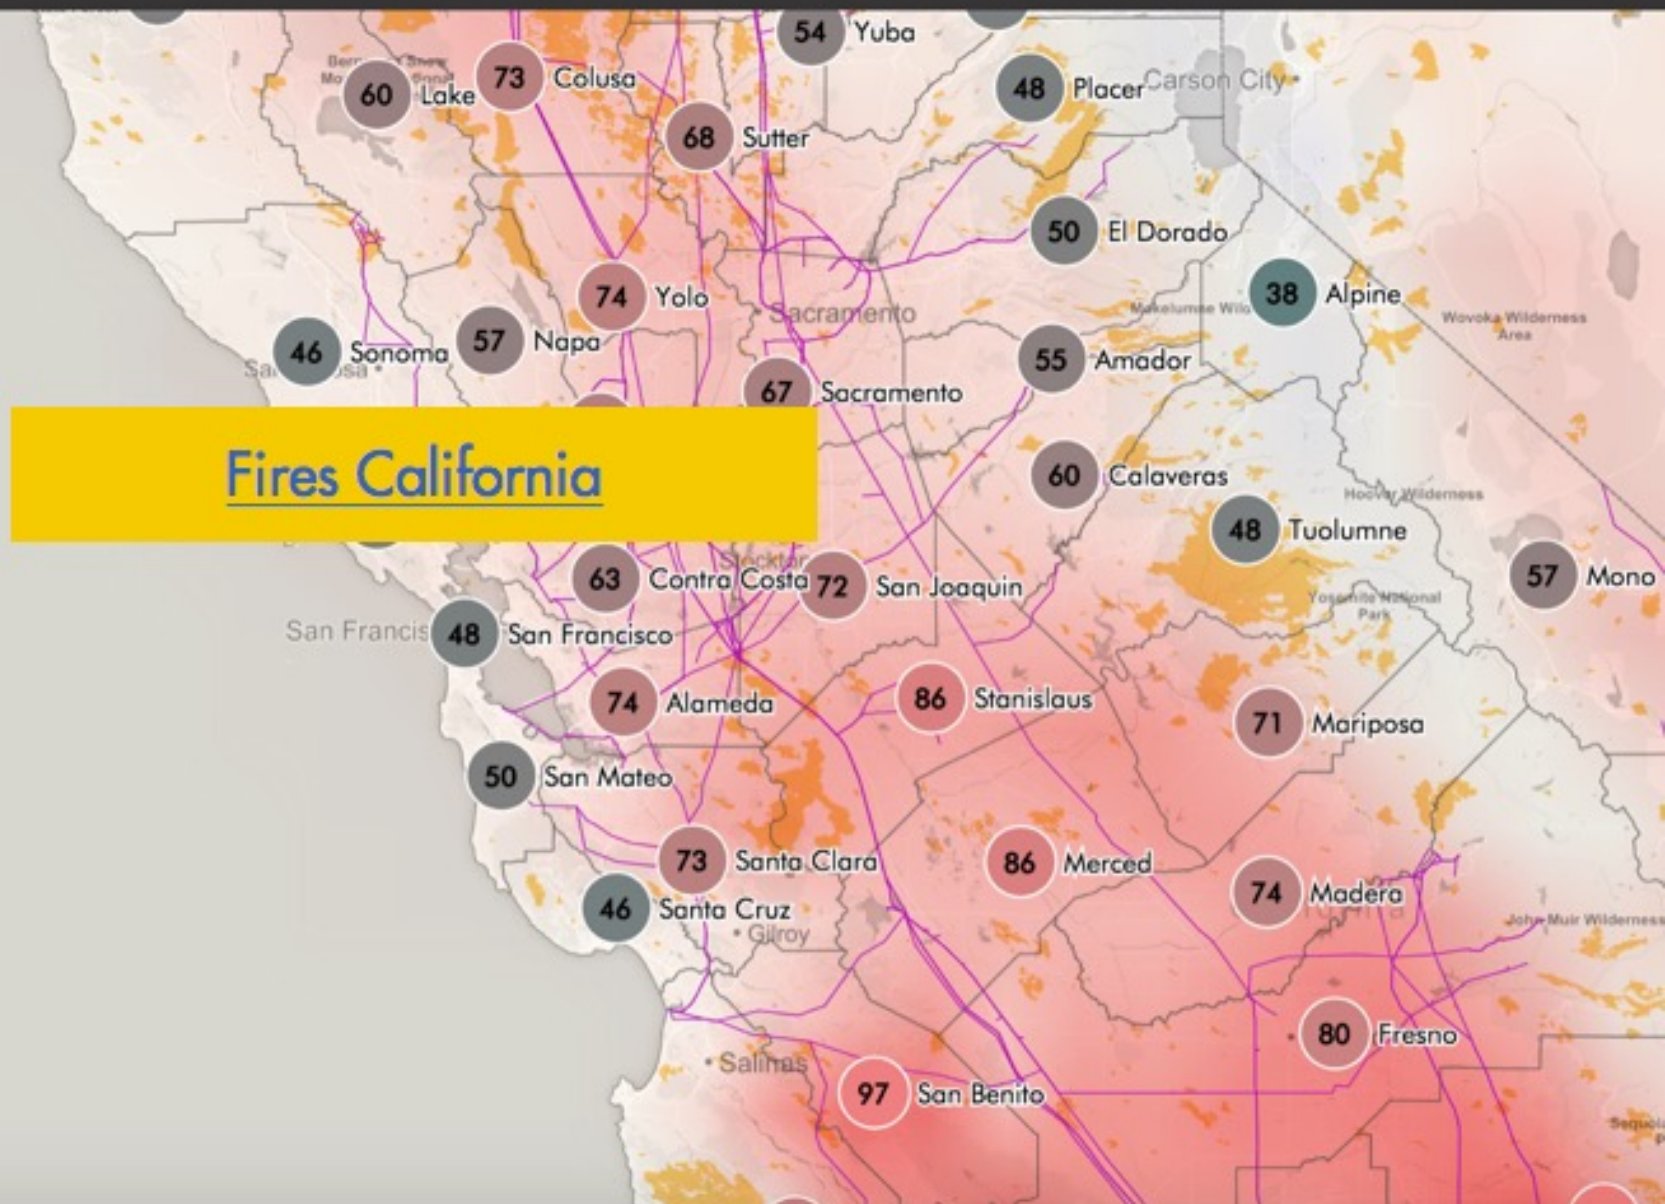 54 Yuba
73 Colusa
48 Placer
Carson City
60 Lake
68 Sutter
50 El Dorado
38 Alpine
74 Yolo
Sacramento
Wovoka Wilderness
Area
57 Napa
46 Sonoma
55 Amador
67 Sacramento
Fires California
60 Calaveras
Hoover Wilderness
48 Tuolumne
63 Contra Costa
72 San Joaquin
57 Mono
Yosemite National
Park
San Francis
48 San Francisco
86 Stanislaus
74 Alameda
71 Mariposa
50 San Mateo
73 Santa Clara
86 Merced
74 Madera
46 Santa Cruz
John Muir Wilderness
Gilroy
80 Fresno
Salinas
97 San Benito